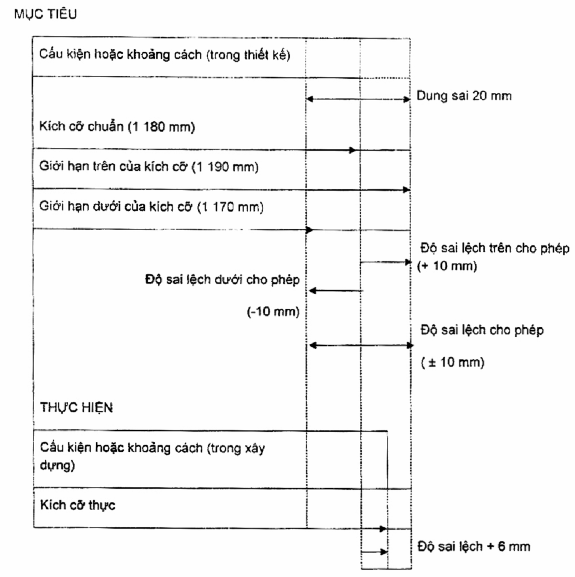 MỤC TIÊU
Cấu kiện hoặc khoảng cách (trong thiết kế)
Dung sai 20 mm
Kích cỡ chuẩn (1 180 mm)
Giới hạn trên của kích cỡ (1 190 mm)
Giới hạn dưới của kích cỡ (1 170 mm)
Độ sai lệch trên cho phép
(+ 10 mm)
Độ sai lệch dưới cho phép
(-10 mm)
Độ sai lệch cho phép
( ± 10 mm)
THỰC HIỆN
Cấu kiện hoặc khoảng cách (trong xây
dựng)
Kích cỡ thực
Độ sai lệch + 6 mm